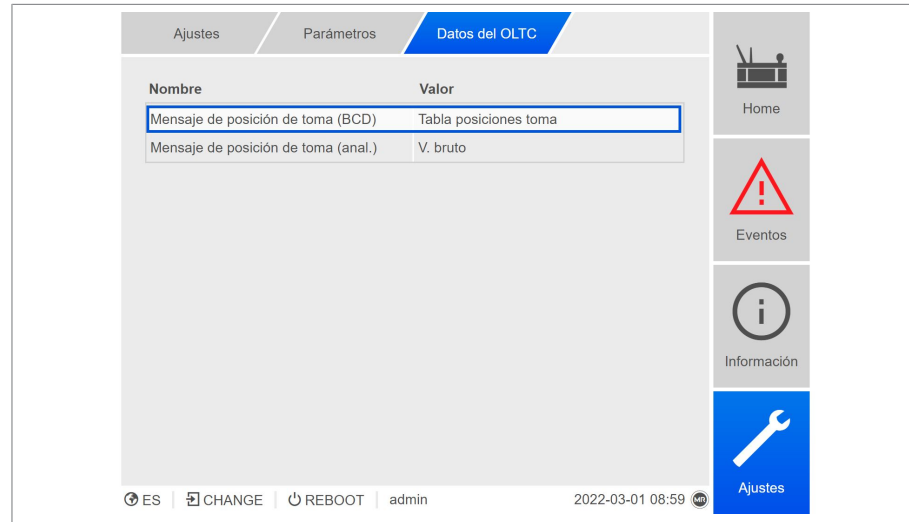 Ajustes Parámetros Datos del OLTC
Nombre Valor
Mensaje de posición de toma (BCD) Tabla posiciones toma
Mensaje de posición de toma (anal.) V. bruto
Home
Eventos
Información
Ajustes
ES CHANGE REBOOT admin 2022-03-01 08:59 MR